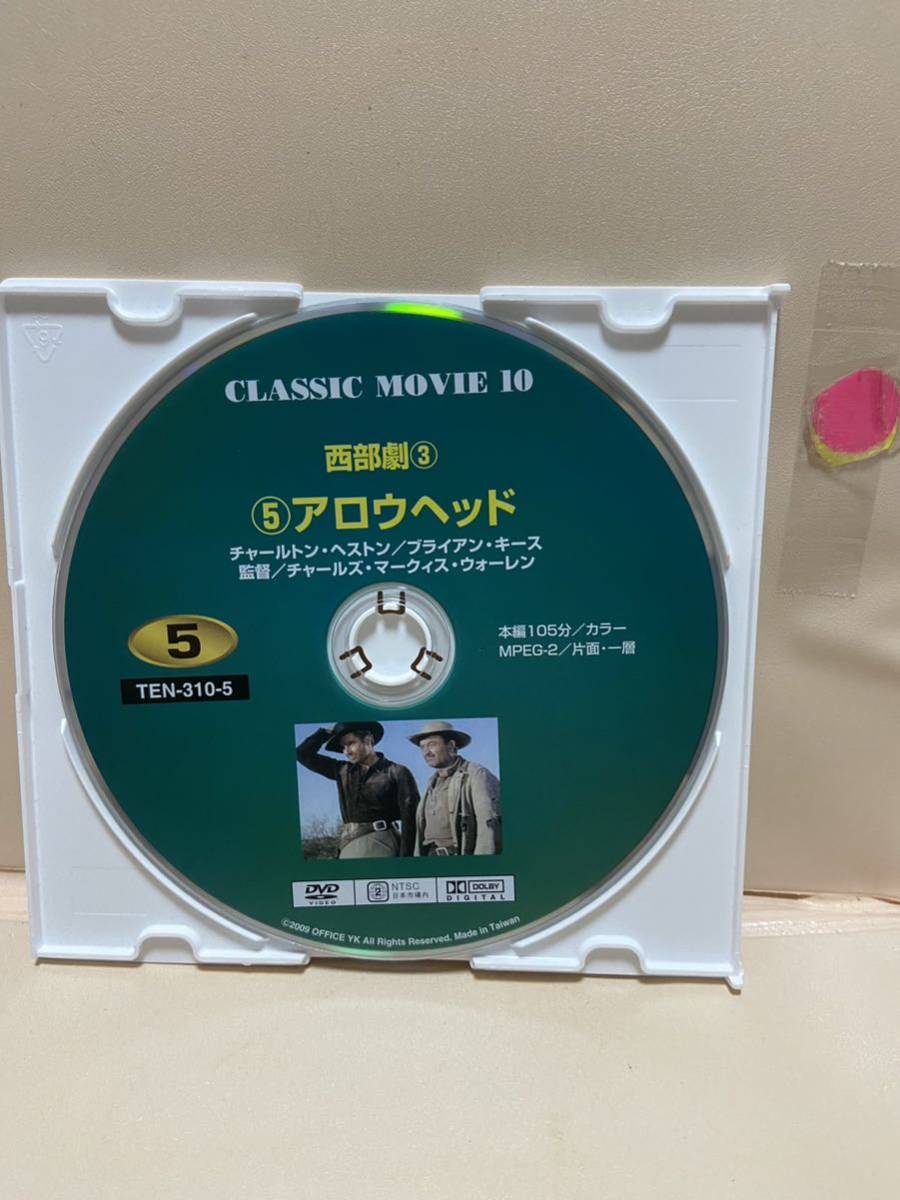 CLASSIC MOVIE 10
西部劇③
⑤アロウヘッド
チャールトン・ヘストン／ブライアン・キース
監督／チャールズ・マークィス・ウォーレン
5
TEN-310-5
本編105分／カラー
MPEG-2／片面・一層
DVD
VIDEO
2
NTSC
日本市場内
DOLBY
DIGITAL
©2009 OFFICE YK All Rights Reserved. Made in Taiwan